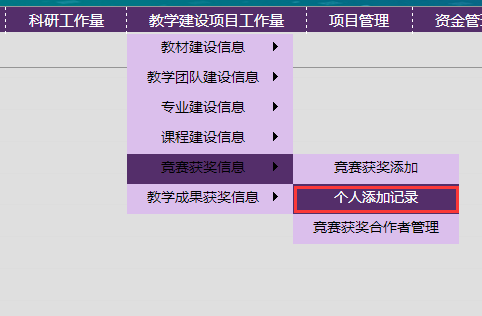 科研工作量 教学建设项目工作量 项目管理 资金管
教材建设信息
教学团队建设信息
专业建设信息
课程建设信息
竟赛获奖信息 竟赛获奖添加
教学成果获奖信息 个人添加记录
竟赛获奖合作者管理